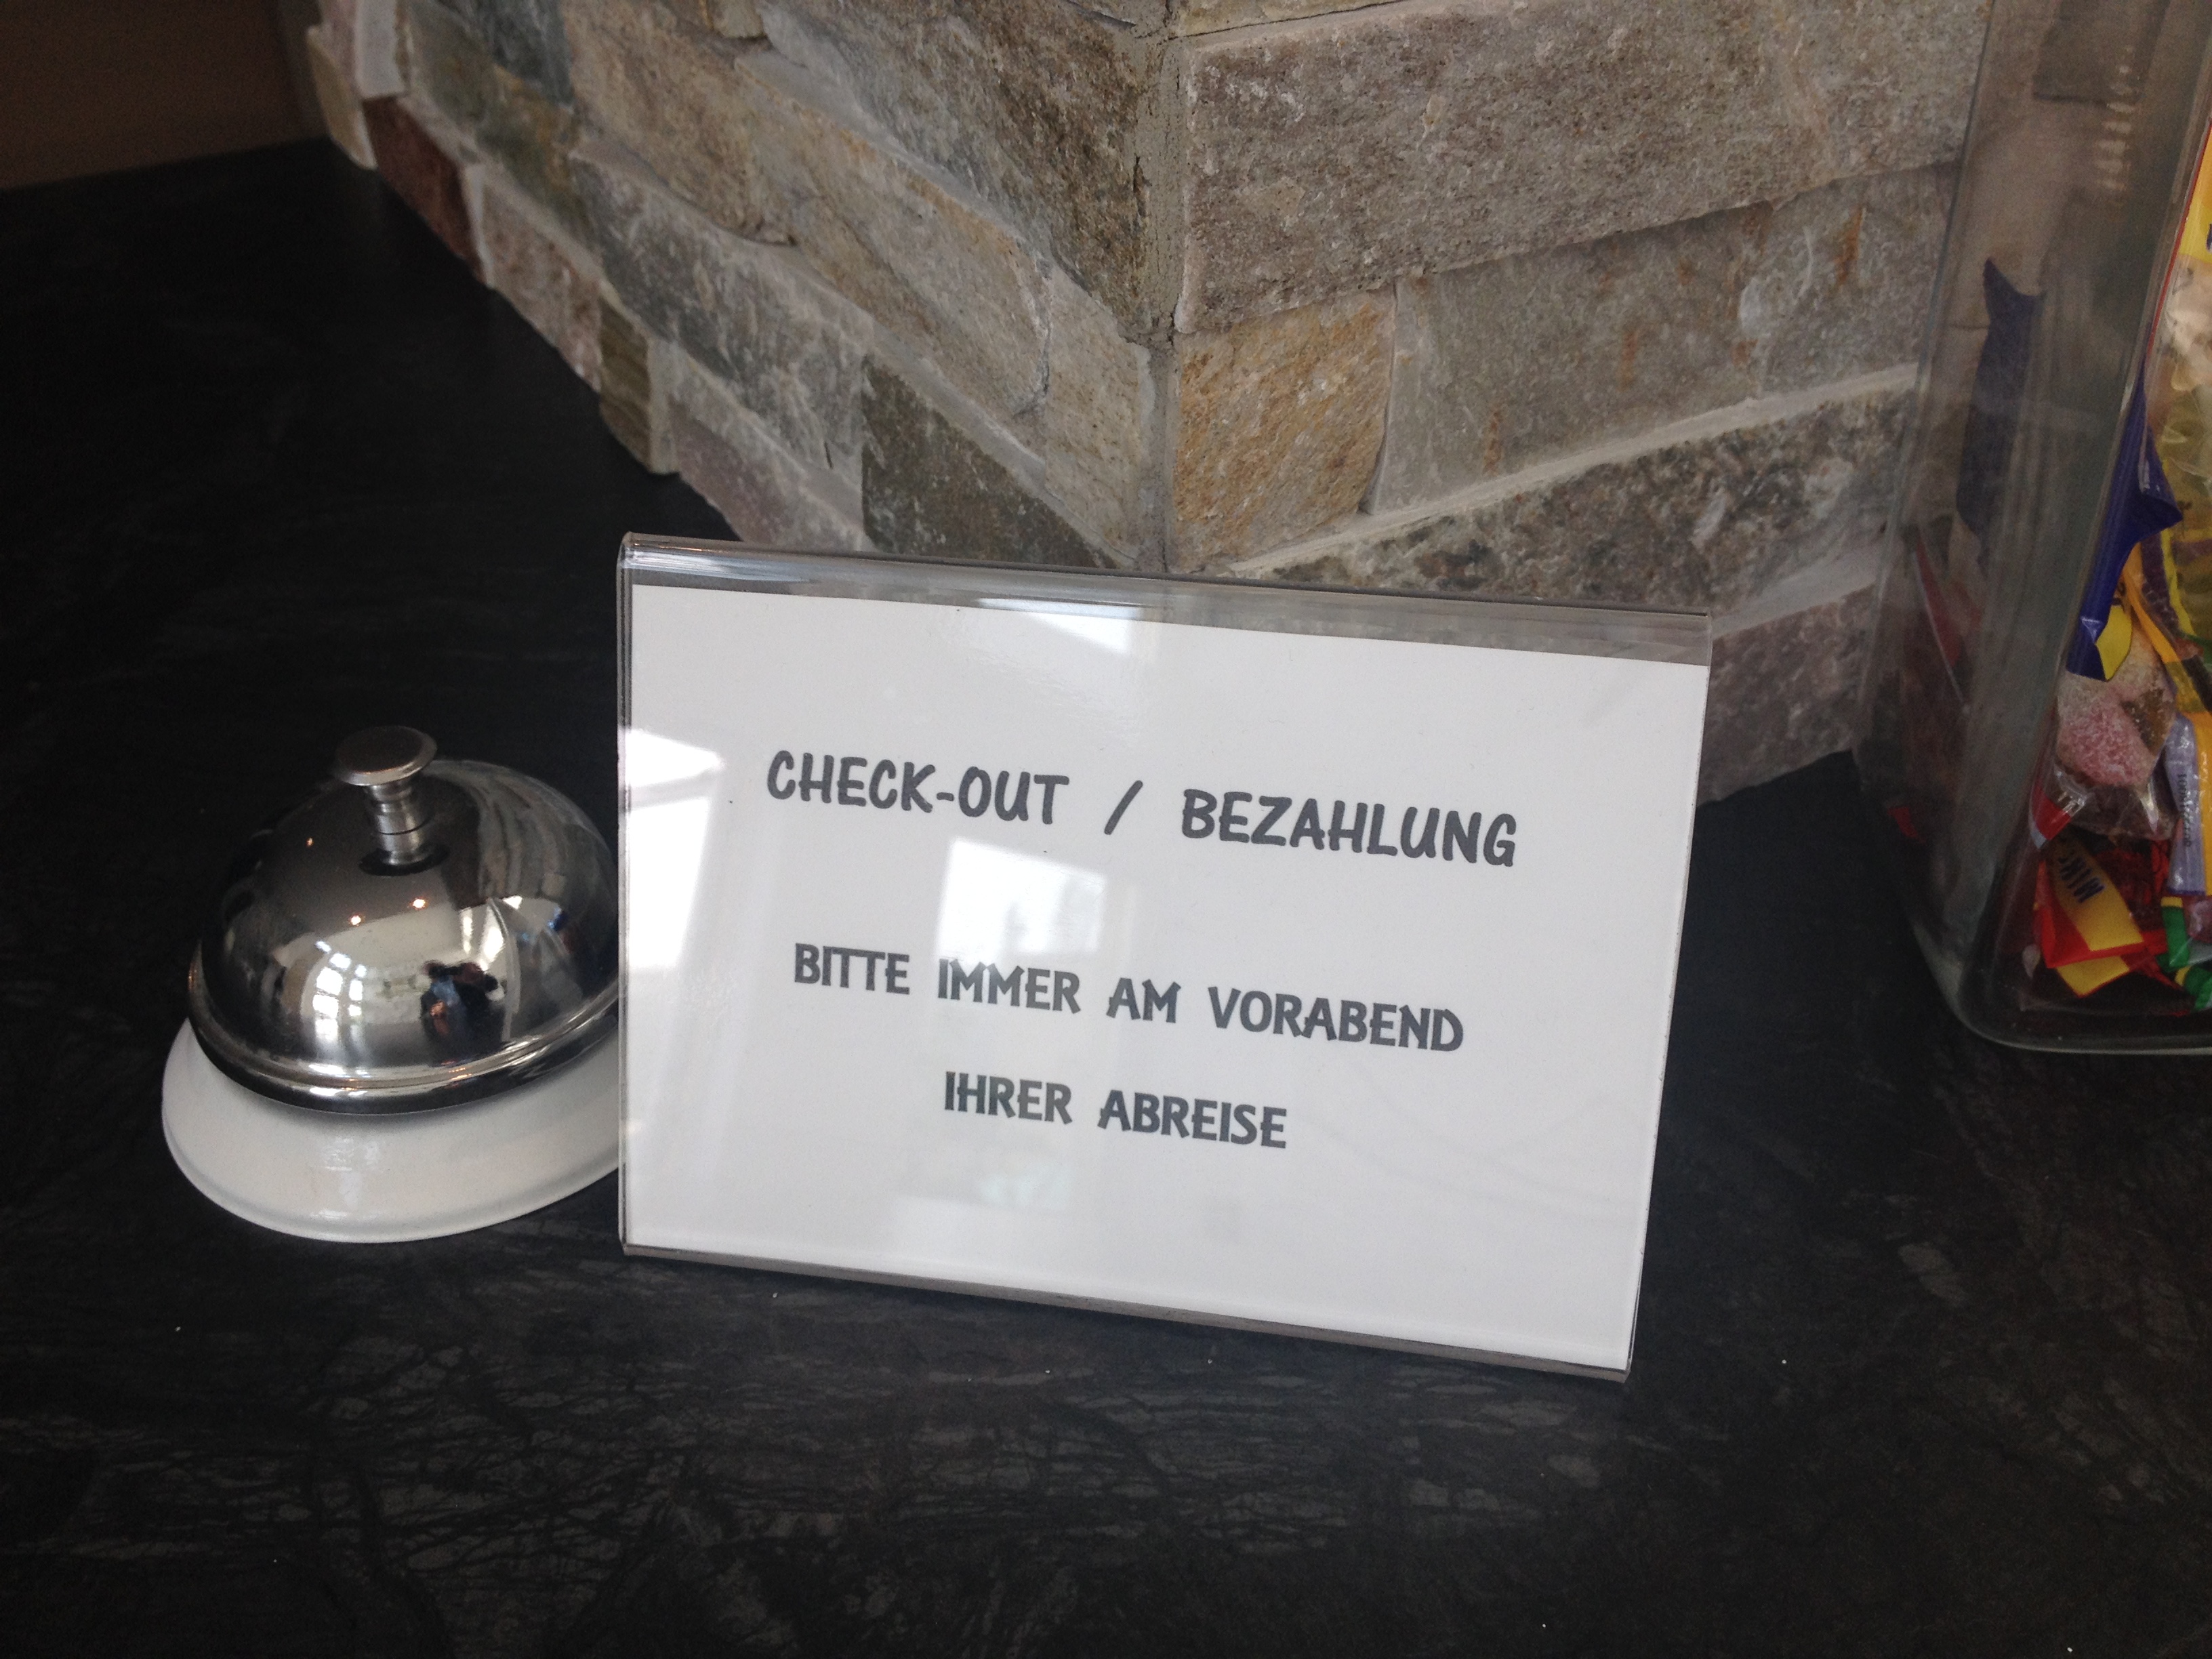 CHECK-OUT / BEZAHLUNG
BITTE IMMER AM VORABEND
IHRER ABREISE